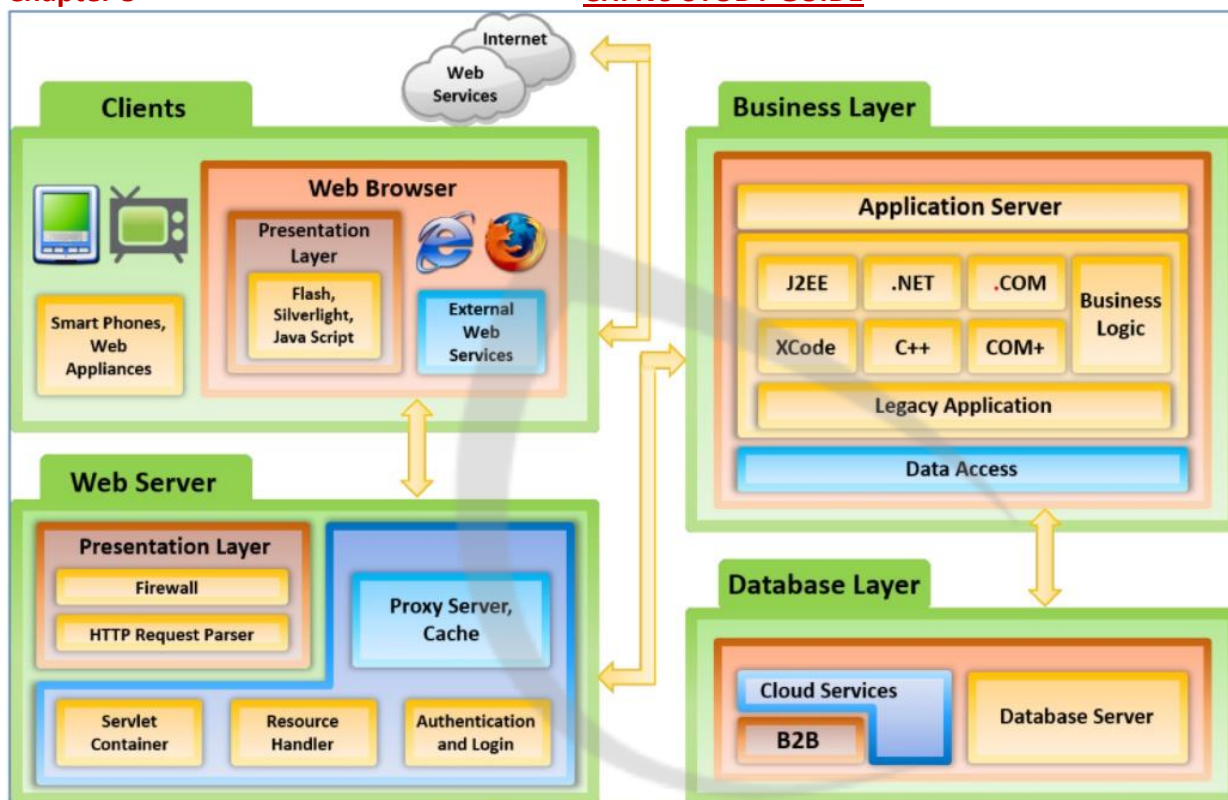 Internet
Web
Services
Clients
Web Browser
Presentation
Layer
Flash,
Silverlight,
Java Script
External
Web
Services
Smart Phones,
Web
Appliances
Business Layer
Application Server
J2EE
.NET
.COM
Business
Logic
XCode
C++
COM+
Legacy Application
Data Access
Web Server
Presentation Layer
Firewall
HTTP Request Parser
Proxy Server,
Cache
Servlet
Container
Resource
Handler
Authentication
and Login
Database Layer
Cloud Services
B2B
Database Server